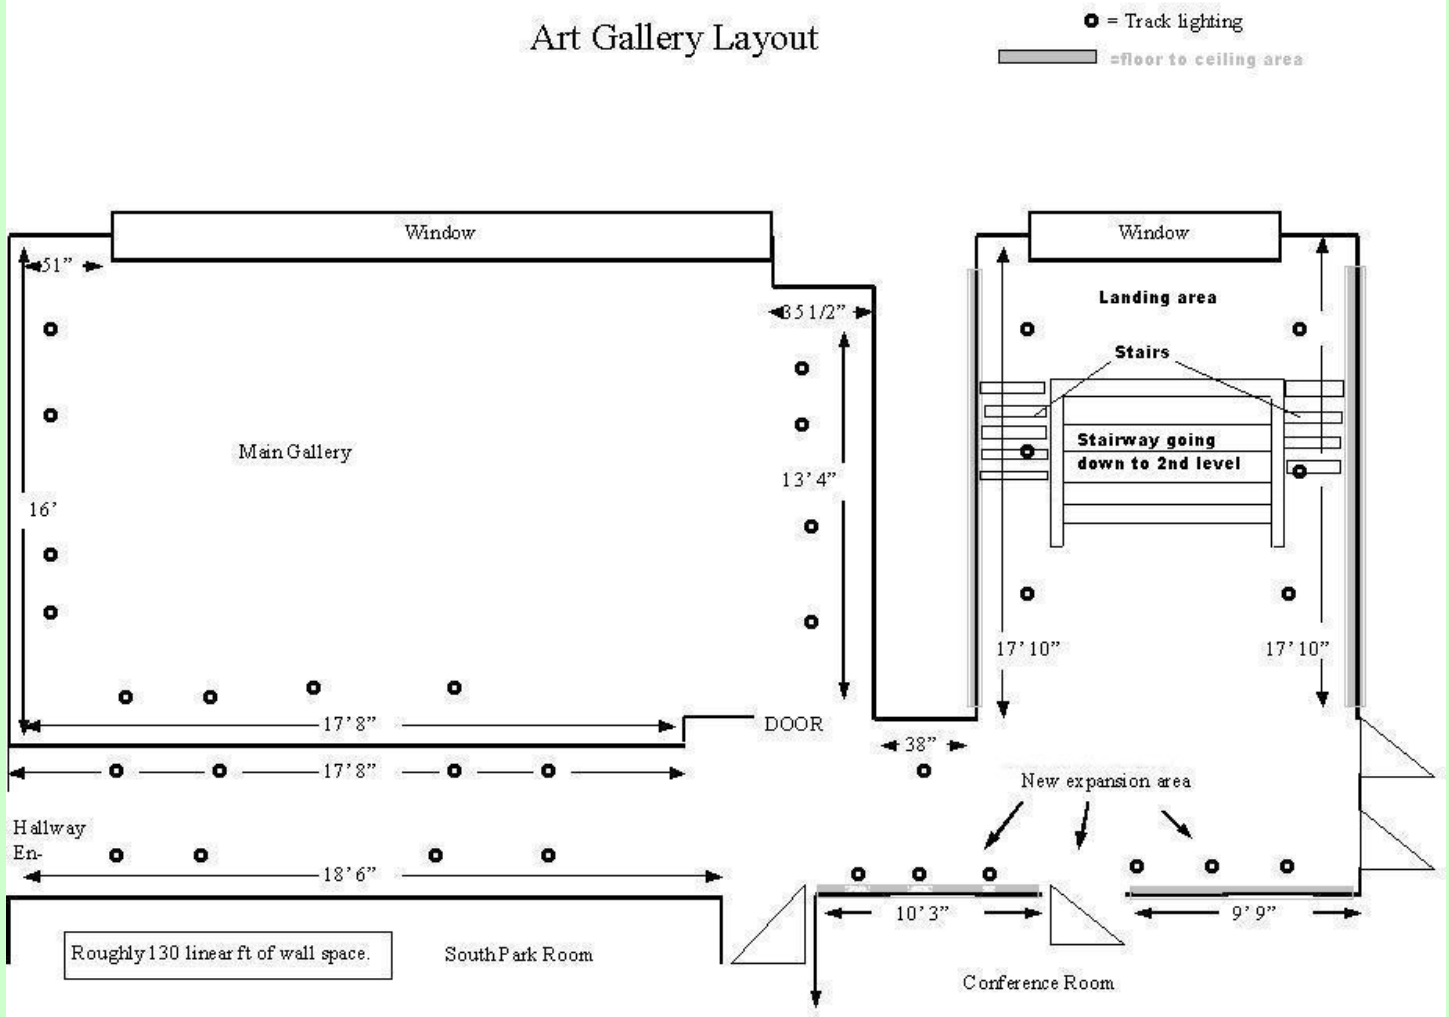 Art Gallery Layout
= Track lighting
=floor to ceiling area
Window
Window
51”
Landing area
35 1/2”
Stairs
Main Gallery
Stairway going
down to 2nd level
13’ 4”
16’
17’ 10”
17’ 10”
17’ 8”
DOOR
38”
17’ 8”
New expansion area
Hallway
En-
18’ 6”
10’ 3”
9’ 9”
Roughly 130 linear ft of wall space.
South Park Room
Conference Room